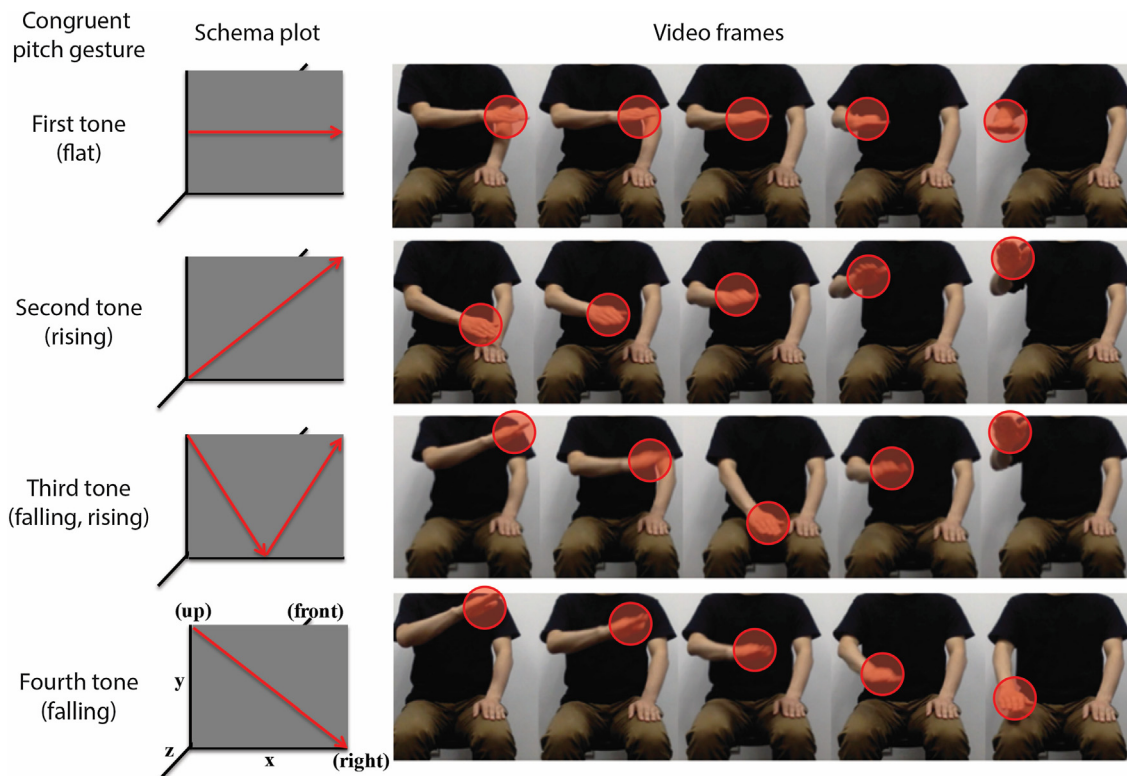 Congruent
pitch gesture
Schema plot
Video frames
First tone
(flat)
Second tone
(rising)
Third tone
(falling, rising)
(up)
(front)
y
Fourth tone
(falling)
z
x
(right)